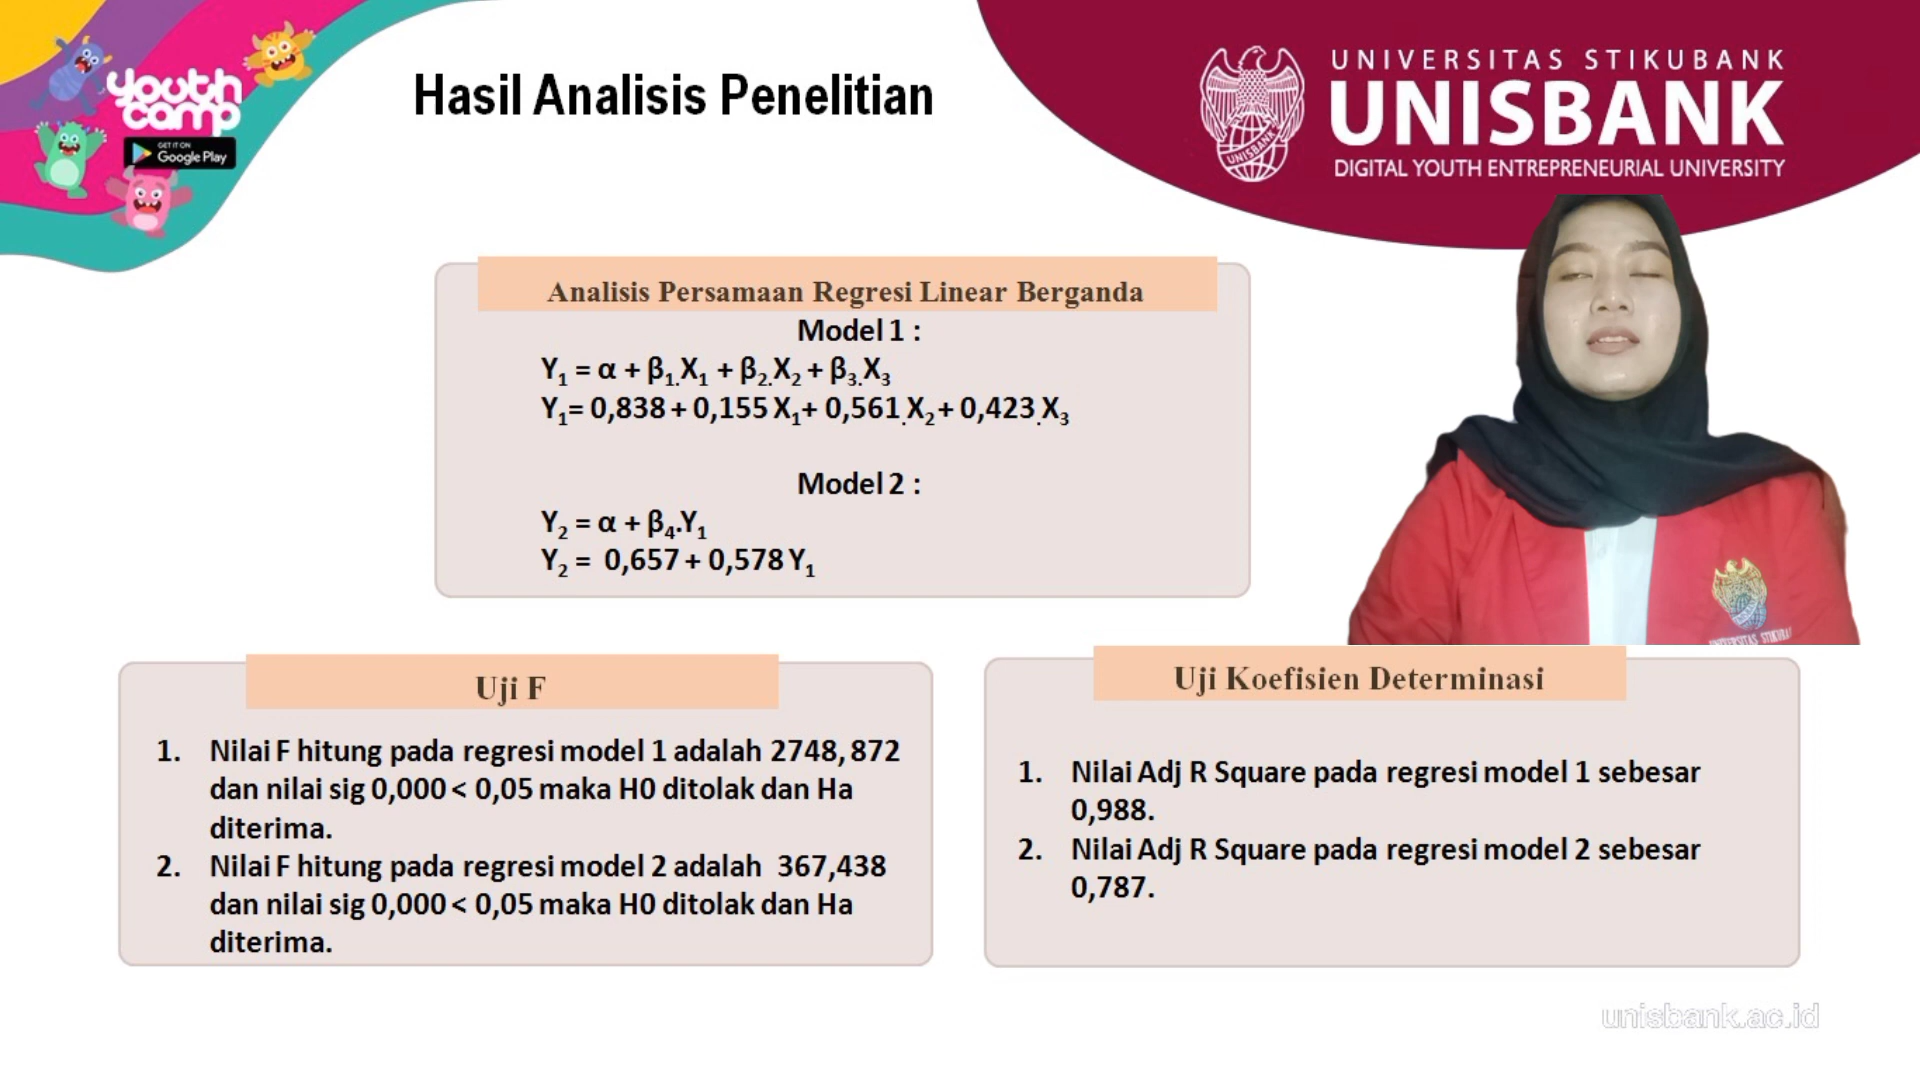 youth
camp
GET IT ON
Google Play
Hasil Analisis Penelitian
UNIVERSITAS STIKUBANK
UNISBANK
DIGITAL YOUTH ENTREPRENEURIAL UNIVERSITY
UNISBANK
Analisis Persamaan Regresi Linear Berganda
Model 1 :
Y₁ = α + β₁.X₁ + β₂.X₂ + β₃.X₃
Y₁= 0,838 + 0,155 X₁+ 0,561.X₂+ 0,423.X₃
Model 2 :
Y₂ = α + β₄.Y₁
Y₂ = 0,657 + 0,578 Y₁
Uji F
1. Nilai F hitung pada regresi model 1 adalah 2748, 872
dan nilai sig 0,000 < 0,05 maka H0 ditolak dan Ha
diterima.
2. Nilai F hitung pada regresi model 2 adalah 367,438
dan nilai sig 0,000 < 0,05 maka H0 ditolak dan Ha
diterima.
Uji Koefisien Determinasi
1. Nilai Adj R Square pada regresi model 1 sebesar
0,988.
2. Nilai Adj R Square pada regresi model 2 sebesar
0,787.
unisbank.ac.id